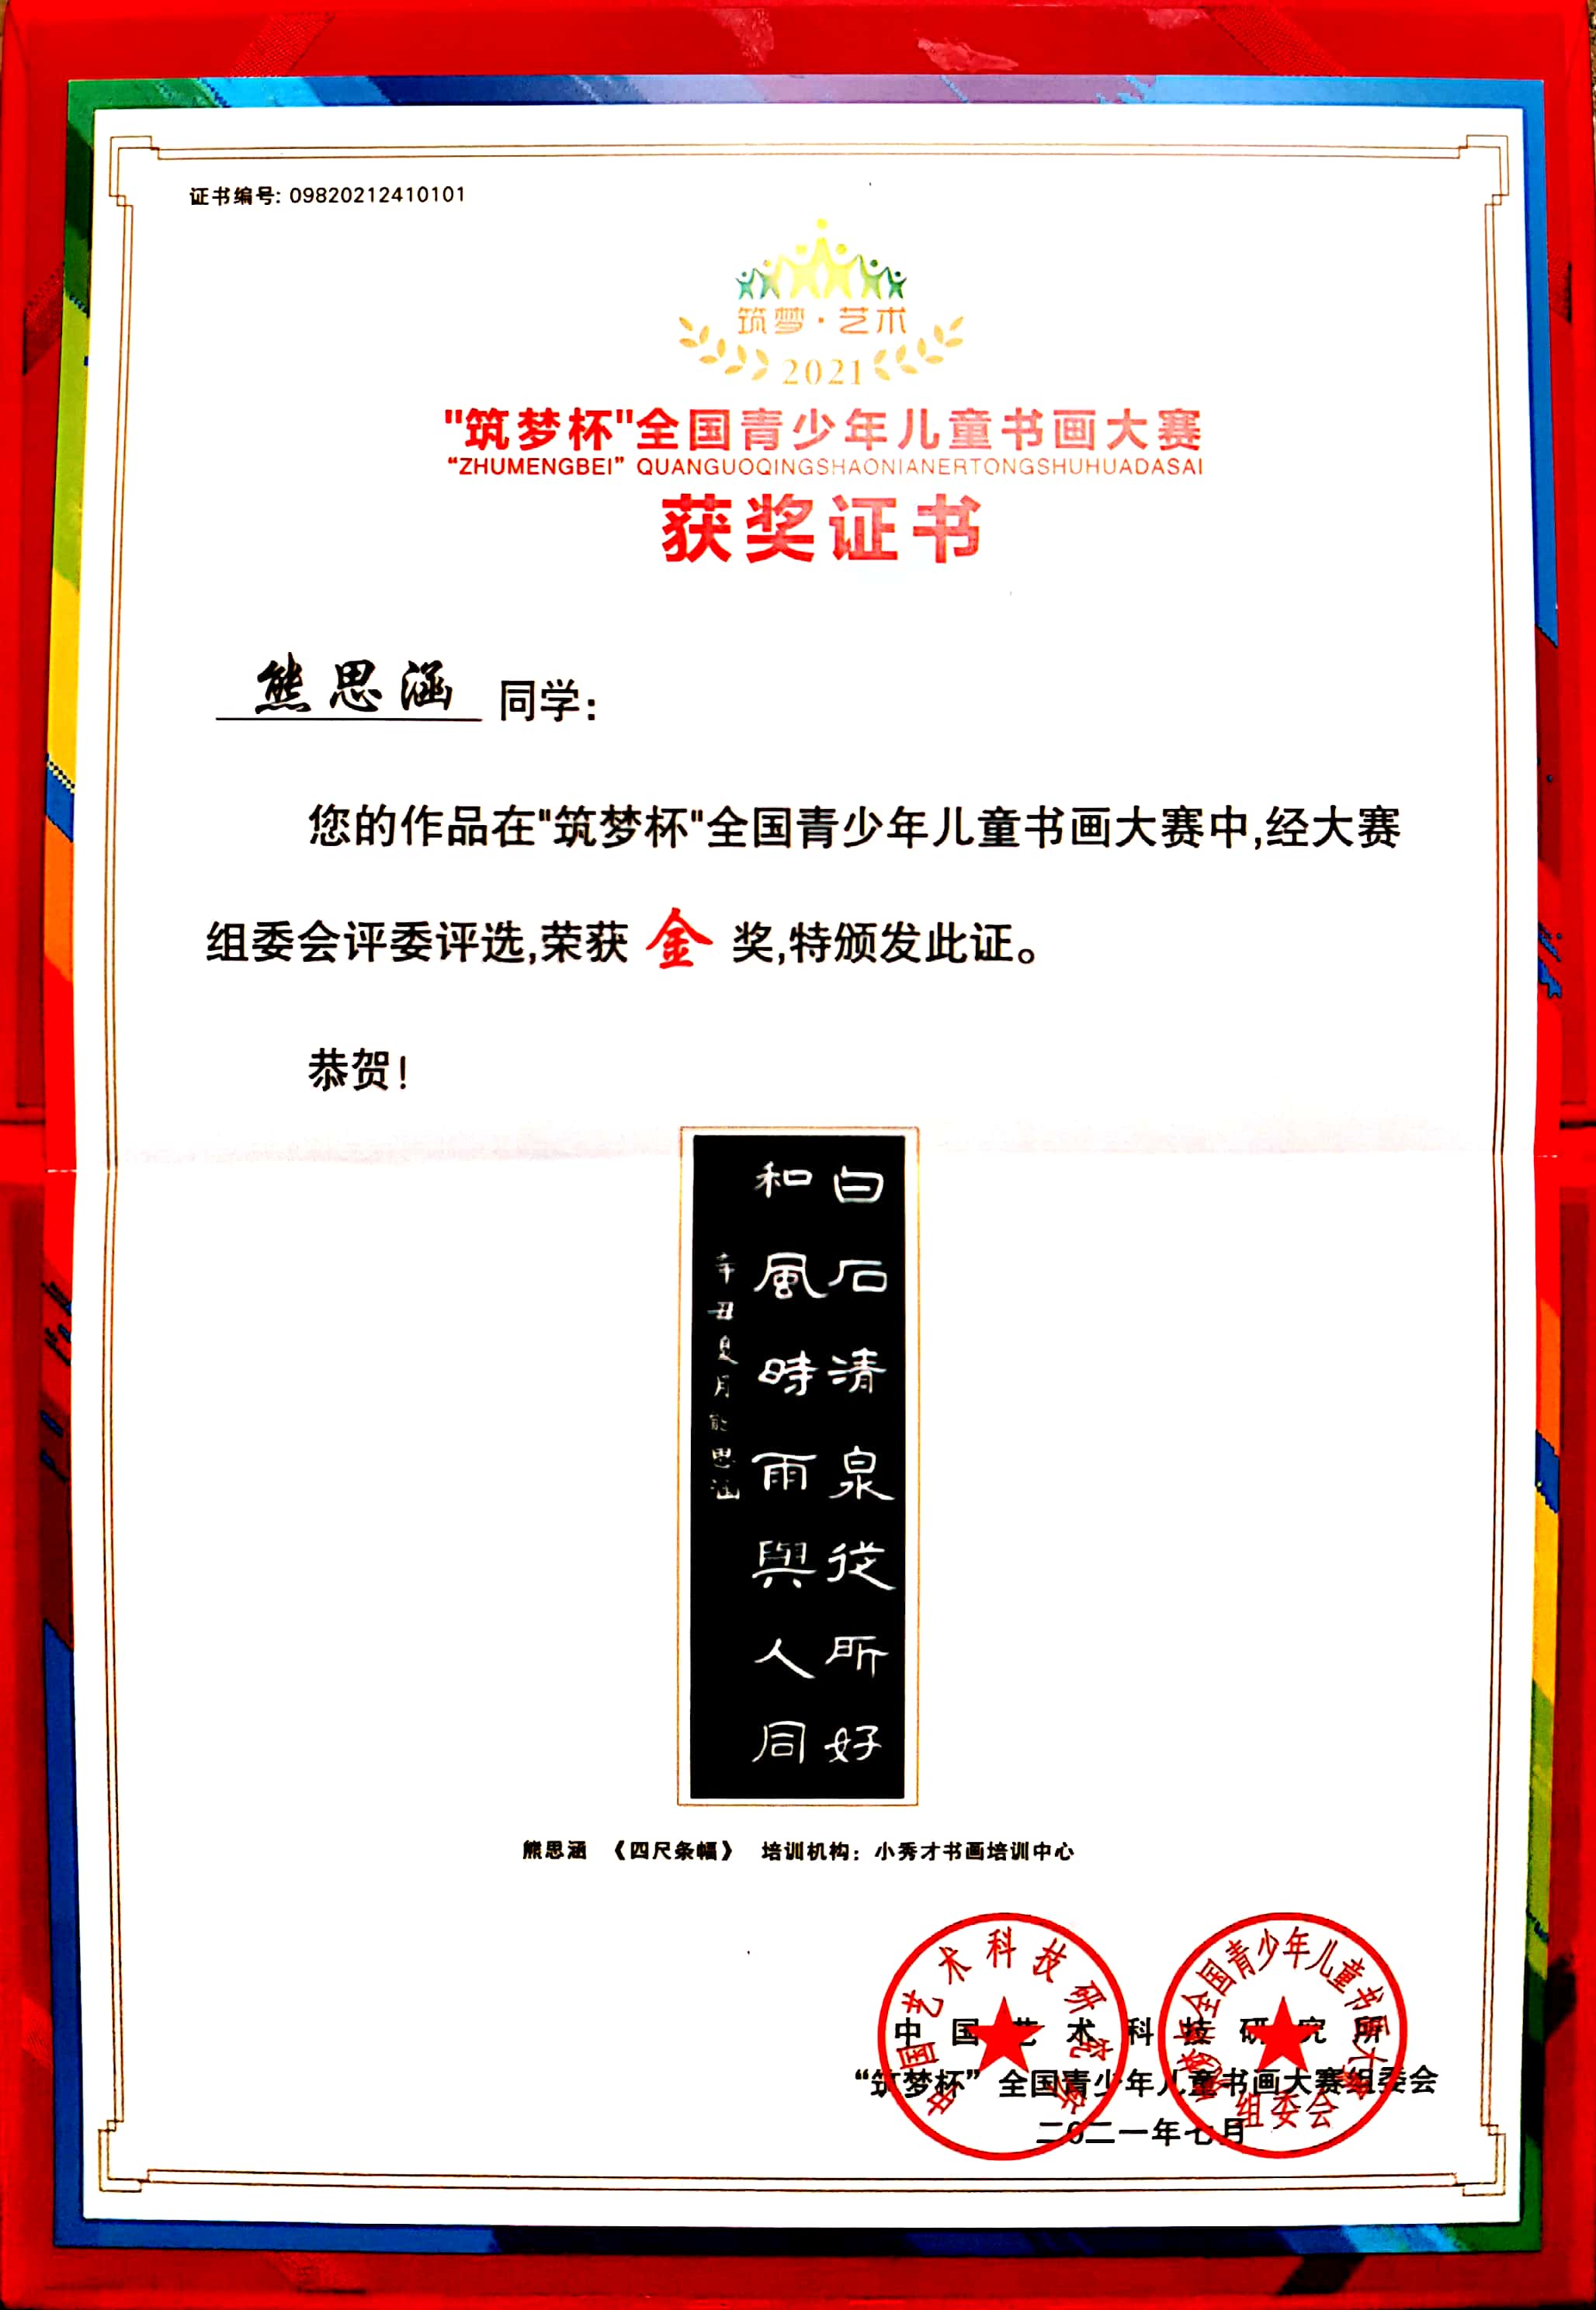 证书编号: 09820212410101
筑梦·艺术
2021
"筑梦杯"全国青少年儿童书画大赛
“ZHUMENGBEI” QUANGUOQINGSHAONIANERTONGSHUHUADASAI
获奖证书
熊思涵 同学:
您的作品在"筑梦杯"全国青少年儿童书画大赛中,经大赛
组委会评委评选,荣获 金 奖,特颁发此证。
恭贺!
白石清泉從所好
和風時雨與人同
辛丑夏月熊思涵
熊思涵 《四尺条幅》 培训机构: 小秀才书画培训中心
中国艺术科技研究所
“筑梦杯” 全国青少年儿童书画大赛组委会
二0二一年七月
中国艺术科技研究所
筑梦杯全国青少年儿童书画大赛
组委会